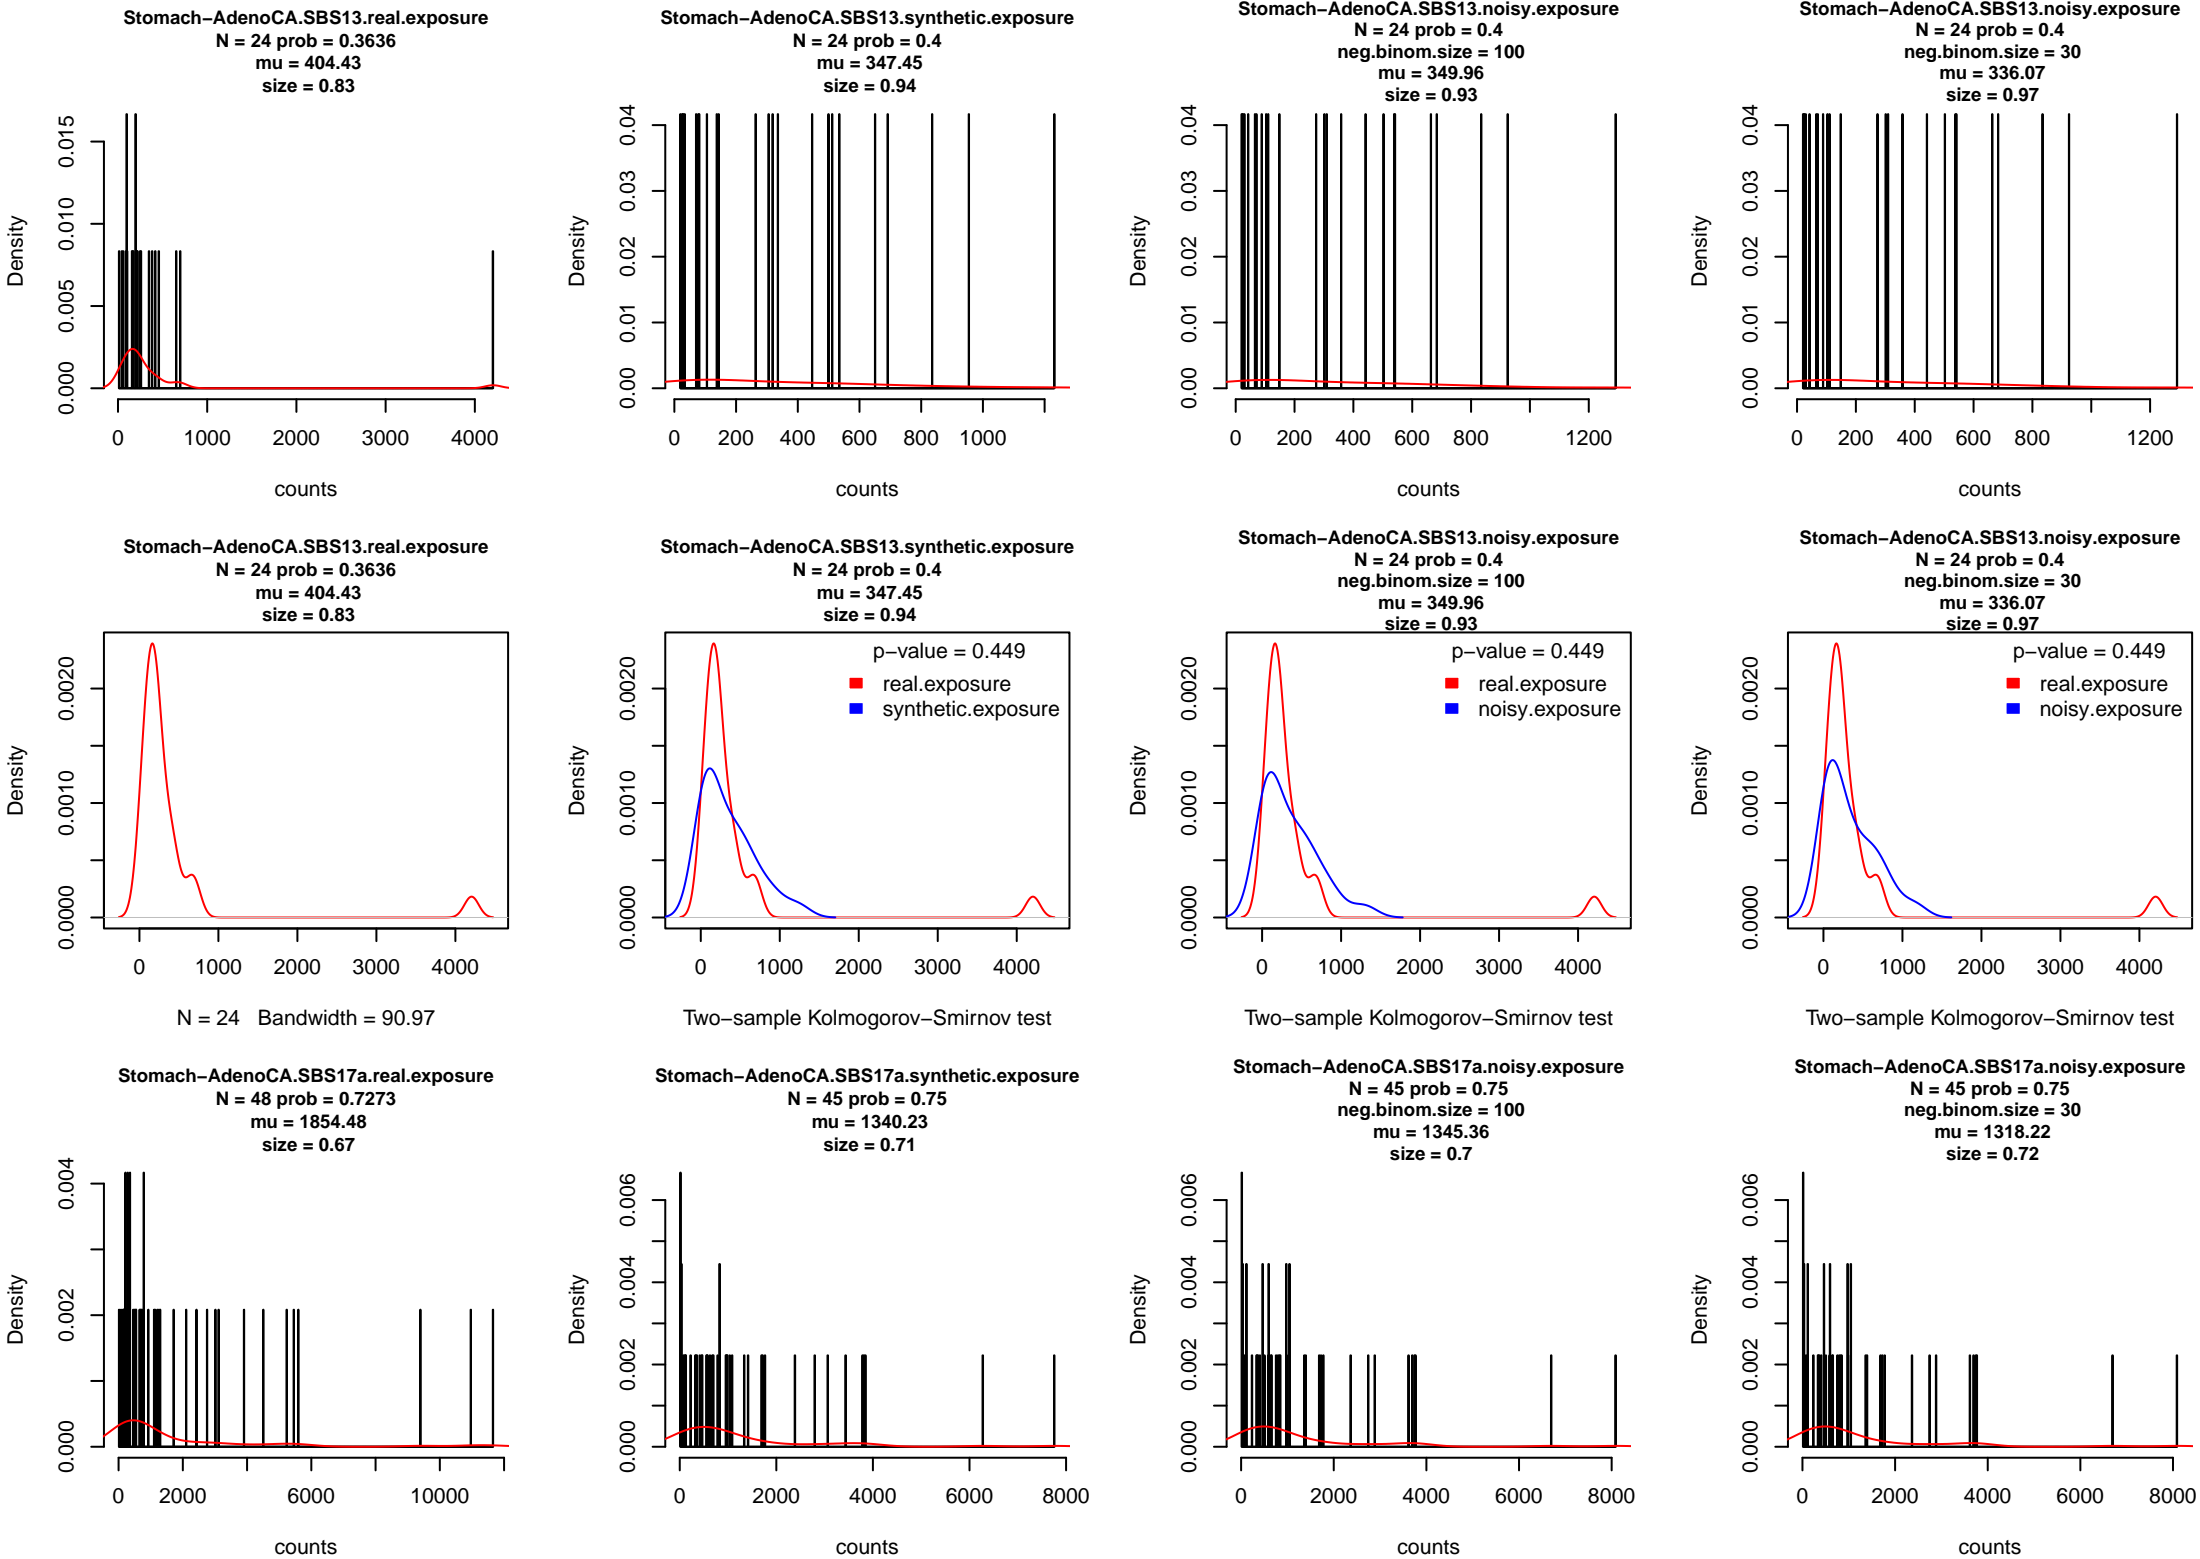 Stomach–AdenoCA.SBS13.real.exposure
N = 24 prob = 0.3636
mu = 404.43
size = 0.83
Density
0.000 0.005 0.010 0.015
0 1000 2000 3000 4000
counts
Stomach–AdenoCA.SBS13.synthetic.exposure
N = 24 prob = 0.4
mu = 347.45
size = 0.94
Density
0.00 0.01 0.02 0.03 0.04
0 200 400 600 800 1000
counts
Stomach–AdenoCA.SBS13.noisy.exposure
N = 24 prob = 0.4
neg.binom.size = 100
mu = 349.96
size = 0.93
Density
0.00 0.01 0.02 0.03 0.04
0 200 400 600 800 1200
counts
Stomach–AdenoCA.SBS13.noisy.exposure
N = 24 prob = 0.4
neg.binom.size = 30
mu = 336.07
size = 0.97
Density
0.00 0.01 0.02 0.03 0.04
0 200 400 600 800 1200
counts
Stomach–AdenoCA.SBS13.real.exposure
N = 24 prob = 0.3636
mu = 404.43
size = 0.83
Density
0.0000 0.0010 0.0020
0 1000 2000 3000 4000
N = 24 Bandwidth = 90.97
Stomach–AdenoCA.SBS13.synthetic.exposure
N = 24 prob = 0.4
mu = 347.45
size = 0.94
p–value = 0.449
real.exposure
synthetic.exposure
Density
0.0000 0.0010 0.0020
0 1000 2000 3000 4000
Two–sample Kolmogorov–Smirnov test
Stomach–AdenoCA.SBS13.noisy.exposure
N = 24 prob = 0.4
neg.binom.size = 100
mu = 349.96
size = 0.93
p–value = 0.449
real.exposure
noisy.exposure
Density
0.0000 0.0010 0.0020
0 1000 2000 3000 4000
Two–sample Kolmogorov–Smirnov test
Stomach–AdenoCA.SBS13.noisy.exposure
N = 24 prob = 0.4
neg.binom.size = 30
mu = 336.07
size = 0.97
p–value = 0.449
real.exposure
noisy.exposure
Density
0.0000 0.0010 0.0020
0 1000 2000 3000 4000
Two–sample Kolmogorov–Smirnov test
Stomach–AdenoCA.SBS17a.real.exposure
N = 48 prob = 0.7273
mu = 1854.48
size = 0.67
Density
0.000 0.002 0.004
0 2000 6000 10000
counts
Stomach–AdenoCA.SBS17a.synthetic.exposure
N = 45 prob = 0.75
mu = 1340.23
size = 0.71
Density
0.000 0.002 0.004 0.006
0 2000 4000 6000 8000
counts
Stomach–AdenoCA.SBS17a.noisy.exposure
N = 45 prob = 0.75
neg.binom.size = 100
mu = 1345.36
size = 0.7
Density
0.000 0.002 0.004 0.006
0 2000 4000 6000 8000
counts
Stomach–AdenoCA.SBS17a.noisy.exposure
N = 45 prob = 0.75
neg.binom.size = 30
mu = 1318.22
size = 0.72
Density
0.000 0.002 0.004 0.006
0 2000 4000 6000 8000
counts